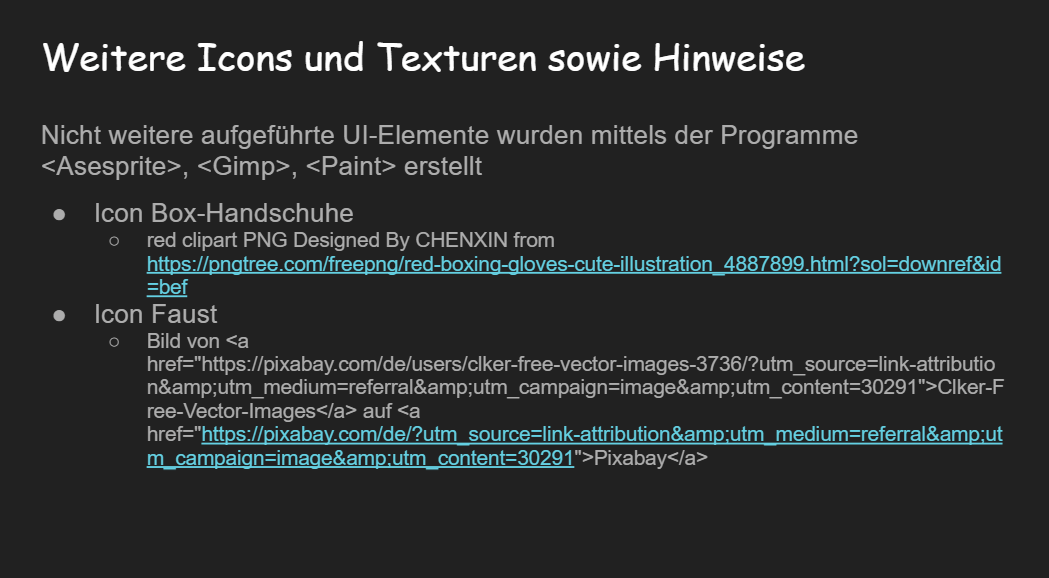 Weitere Icons und Texturen sowie Hinweise
Nicht weitere aufgeführte UI-Elemente wurden mittels der Programme
<Asesprite>, <Gimp>, <Paint> erstellt
● Icon Box-Handschuhe
○ red clipart PNG Designed By CHENXIN from
https://pngtree.com/freepng/red-boxing-gloves-cute-illustration_4887899.html?sol=downref&id
=bef
● Icon Faust
○ Bild von <a
href="https://pixabay.com/de/users/clker-free-vector-images-3736/?utm_source=link-attributio
n&amp;utm_medium=referral&amp;utm_campaign=image&amp;utm_content=30291">Clker-F
ree-Vector-Images</a> auf <a
href="https://pixabay.com/de/?utm_source=link-attribution&amp;utm_medium=referral&amp;ut
m_campaign=image&amp;utm_content=30291">Pixabay</a>